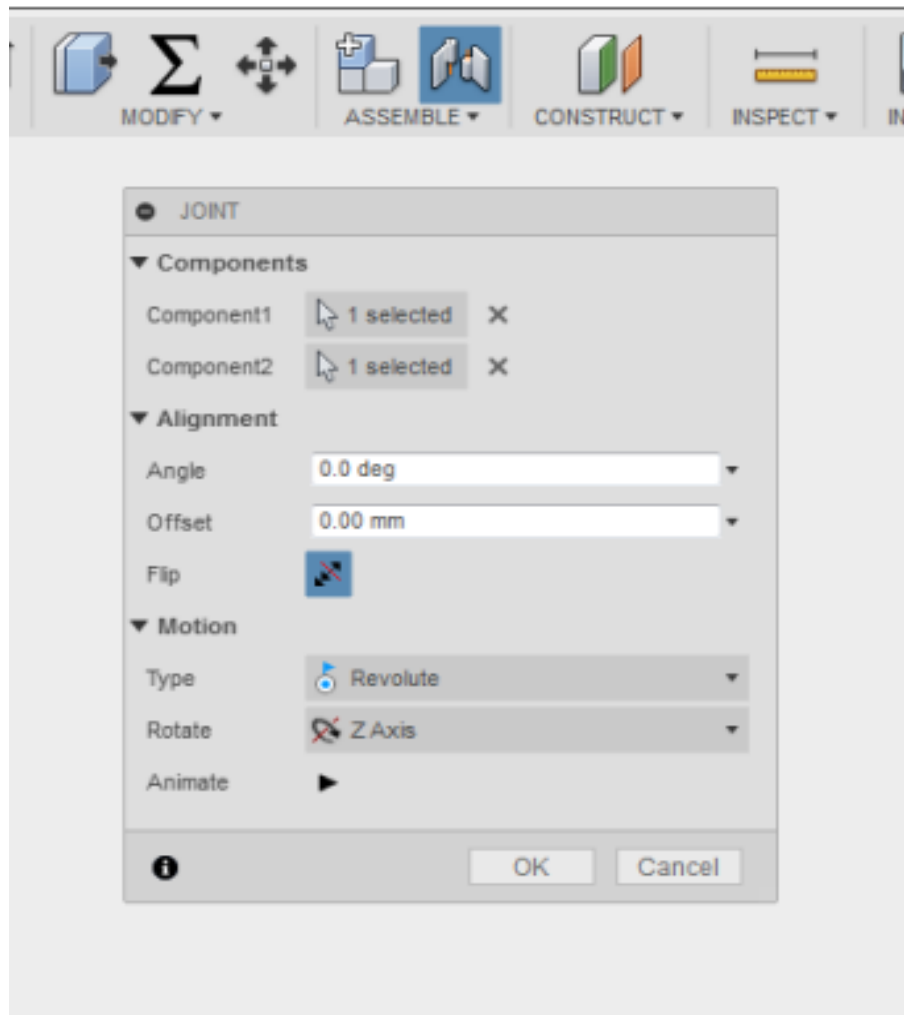 MODIFY ASSEMBLE CONSTRUCT INSPECT IN
JOINT
Components
Component1 1 selected
Component2 1 selected
Alignment
Angle 0.0 deg
Offset 0.00 mm
Flip
Motion
Type Revolute
Rotate Z Axis
Animate
OK Cancel